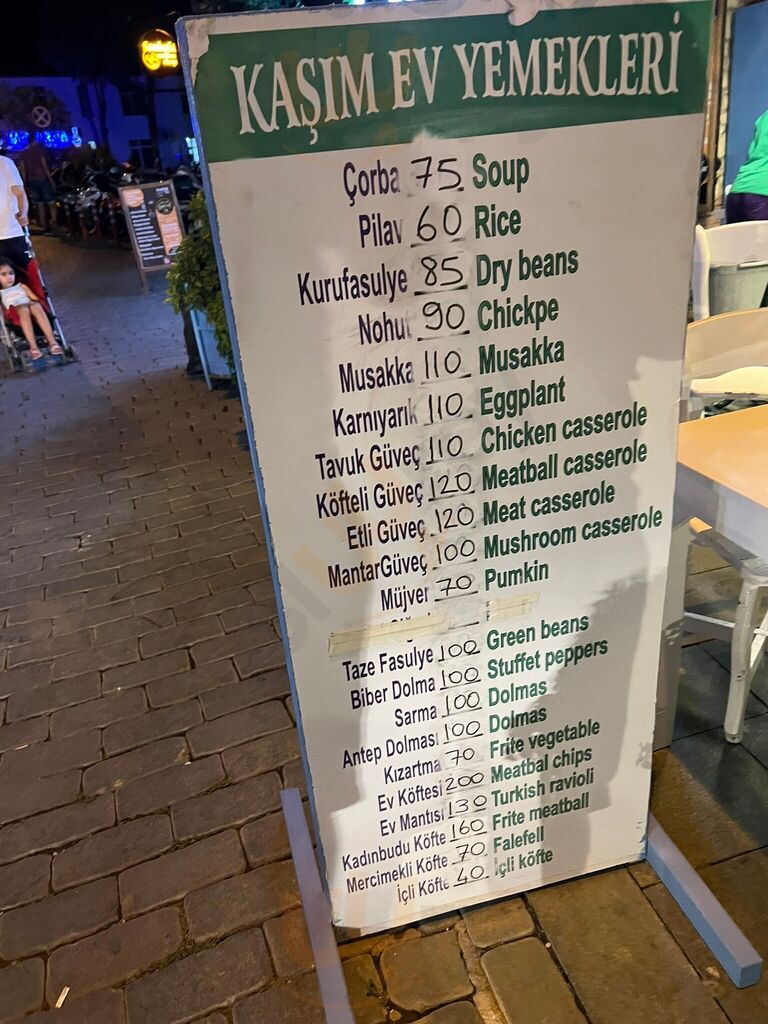 KAŞIM EV YEMEKLERİ
Çorba 75 Soup
Pilav 60 Rice
Kurufasulye 85 Dry beans
Nohut 90 Chickpe
Musakka 110 Musakka
Karnıyarık 110 Eggplant
Tavuk Güveç 110 Chicken casserole
Köfteli Güveç 120 Meatball casserole
Etli Güveç 120 Meat casserole
MantarGüveç 100 Mushroom casserole
Müjver 70 Pumkin
Taze Fasulye 100 Green beans
Biber Dolma 100 Stuffet peppers
Sarma 100 Dolmas
Antep Dolması 100 Dolmas
Kızartma 70 Frite vegetable
Ev Köftesi 200 Meatbal chips
Ev Mantısı 130 Turkish ravioli
Kadınbudu Köfte 160 Frite meatball
Mercimekli Köfte 70 Falefell
İçli Köfte 40 İçli köfte